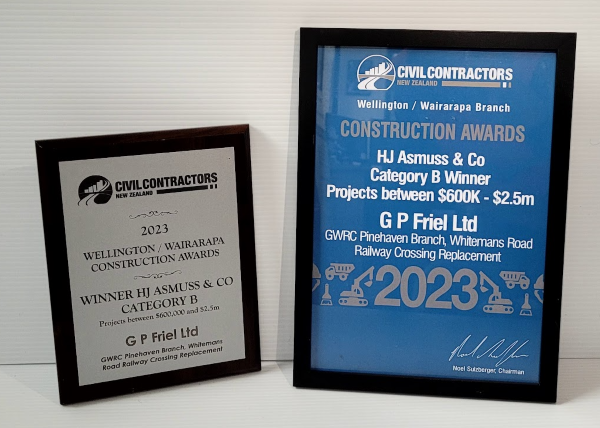 CIVIL CONTRACTORS
NEW ZEALAND
2023
WELLINGTON / WAIRARAPA
CONSTRUCTION AWARDS
WINNER HJ ASMUSS & CO
CATEGORY B
Projects between $600,000 and $2.5m
G P Friel Ltd
GWRC Pinehaven Branch, Whitemans
Road Railway Crossing Replacement
CIVIL CONTRACTORS
NEW ZEALAND
Wellington / Wairarapa Branch
CONSTRUCTION AWARDS
HJ Asmuss & Co
Category B Winner
Projects between $600K - $2.5m
G P Friel Ltd
GWRC Pinehaven Branch, Whitemans Road
Railway Crossing Replacement
2023
Noel Sulzberger, Chairman